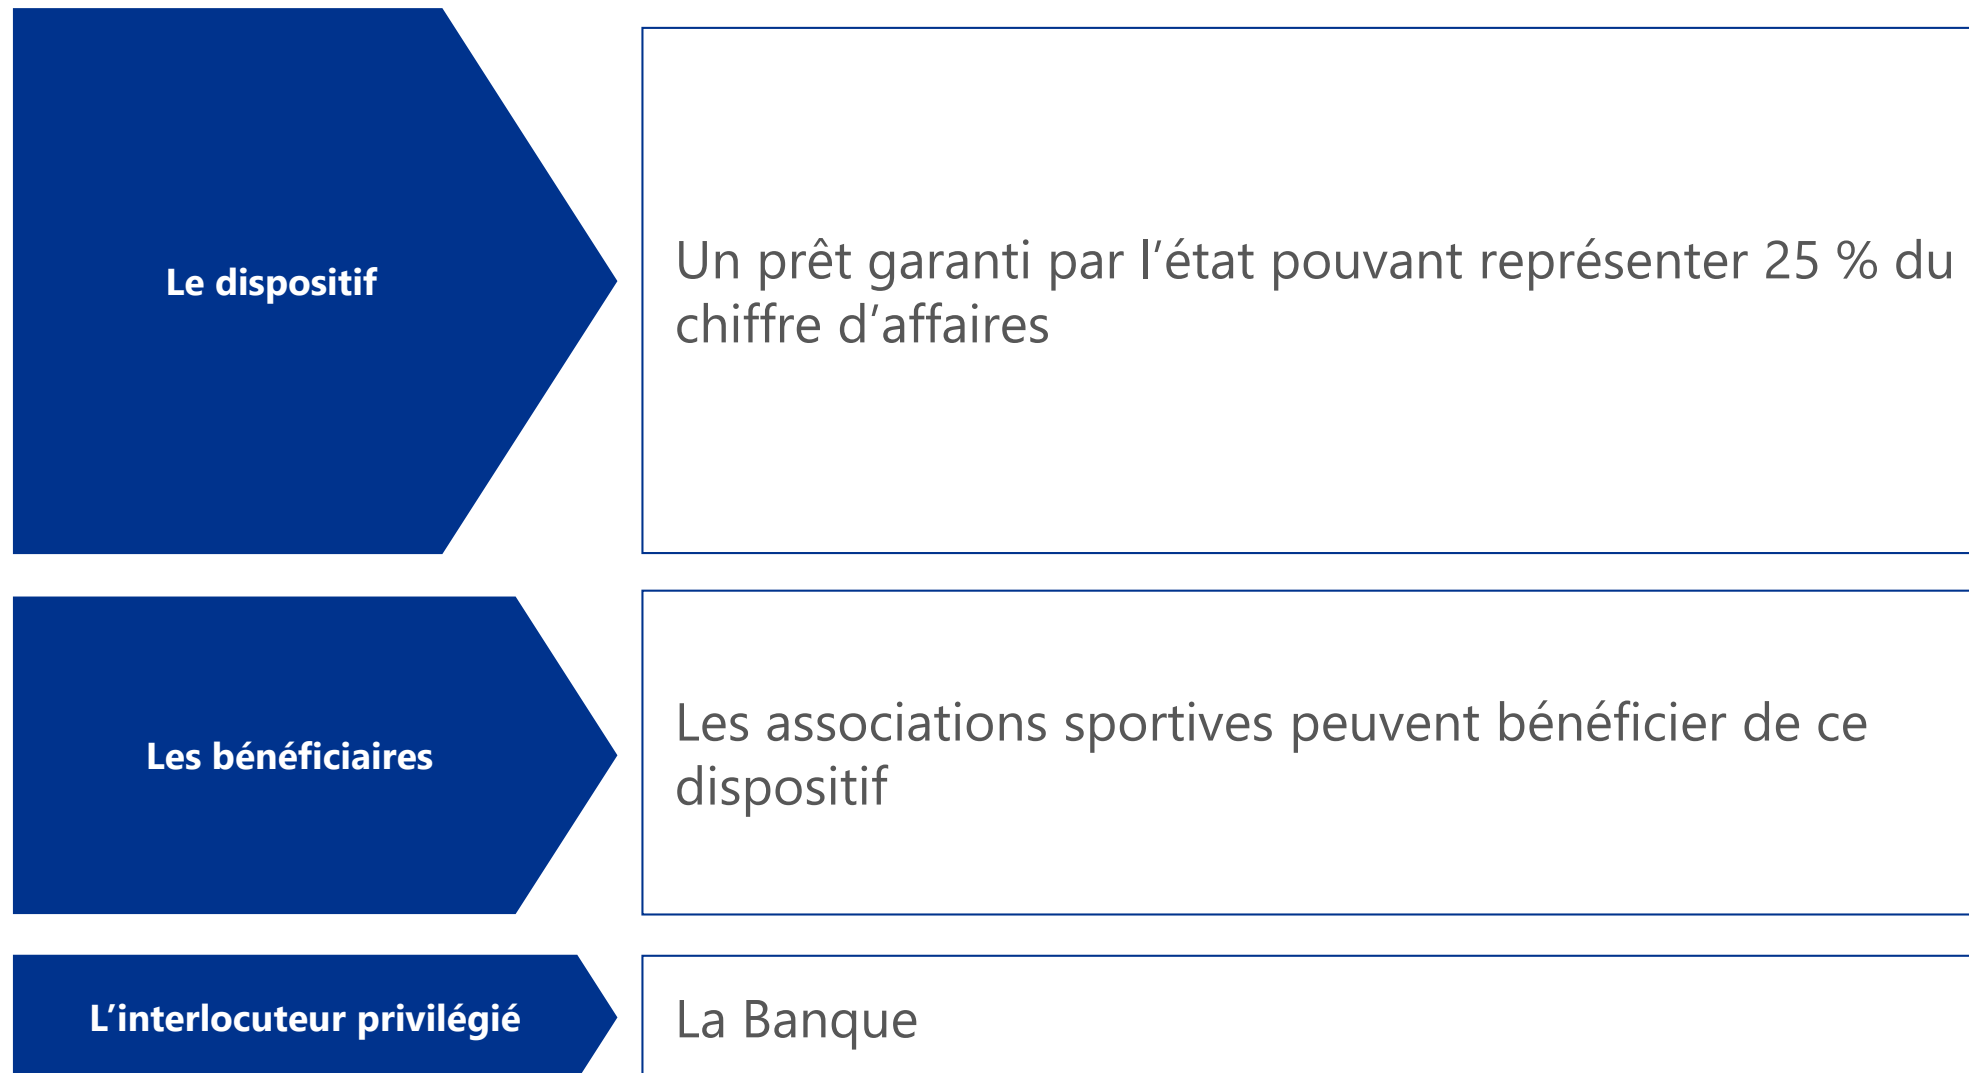 Le dispositif
Un prêt garanti par l’état pouvant représenter 25 % du
chiffre d’affaires
Les bénéficiaires
Les associations sportives peuvent bénéficier de ce
dispositif
L’interlocuteur privilégié
La Banque